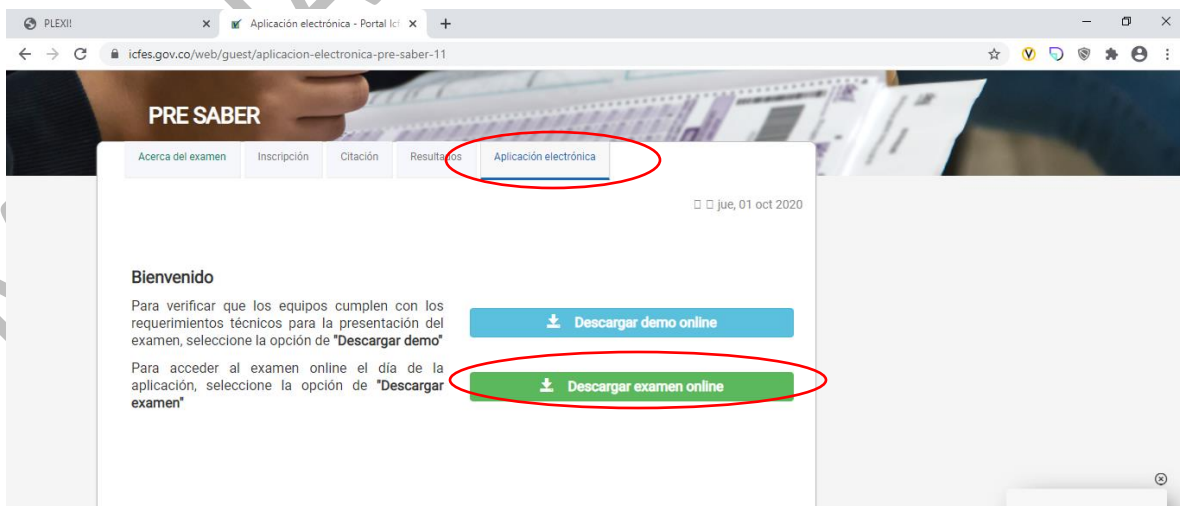 PLEXI!
Aplicación electrónica - Portal Icf
icfes.gov.co/web/guest/aplicacion-electronica-pre-saber-11
PRE SABER
Acerca del examen Inscripción Citación Resultados Aplicación electrónica
jue, 01 oct 2020
Bienvenido
Para verificar que los equipos cumplen con los
requerimientos técnicos para la presentación del
examen, seleccione la opción de "Descargar demo"
Descargar demo online
Para acceder al examen online el día de la
aplicación, seleccione la opción de "Descargar
examen"
Descargar examen online